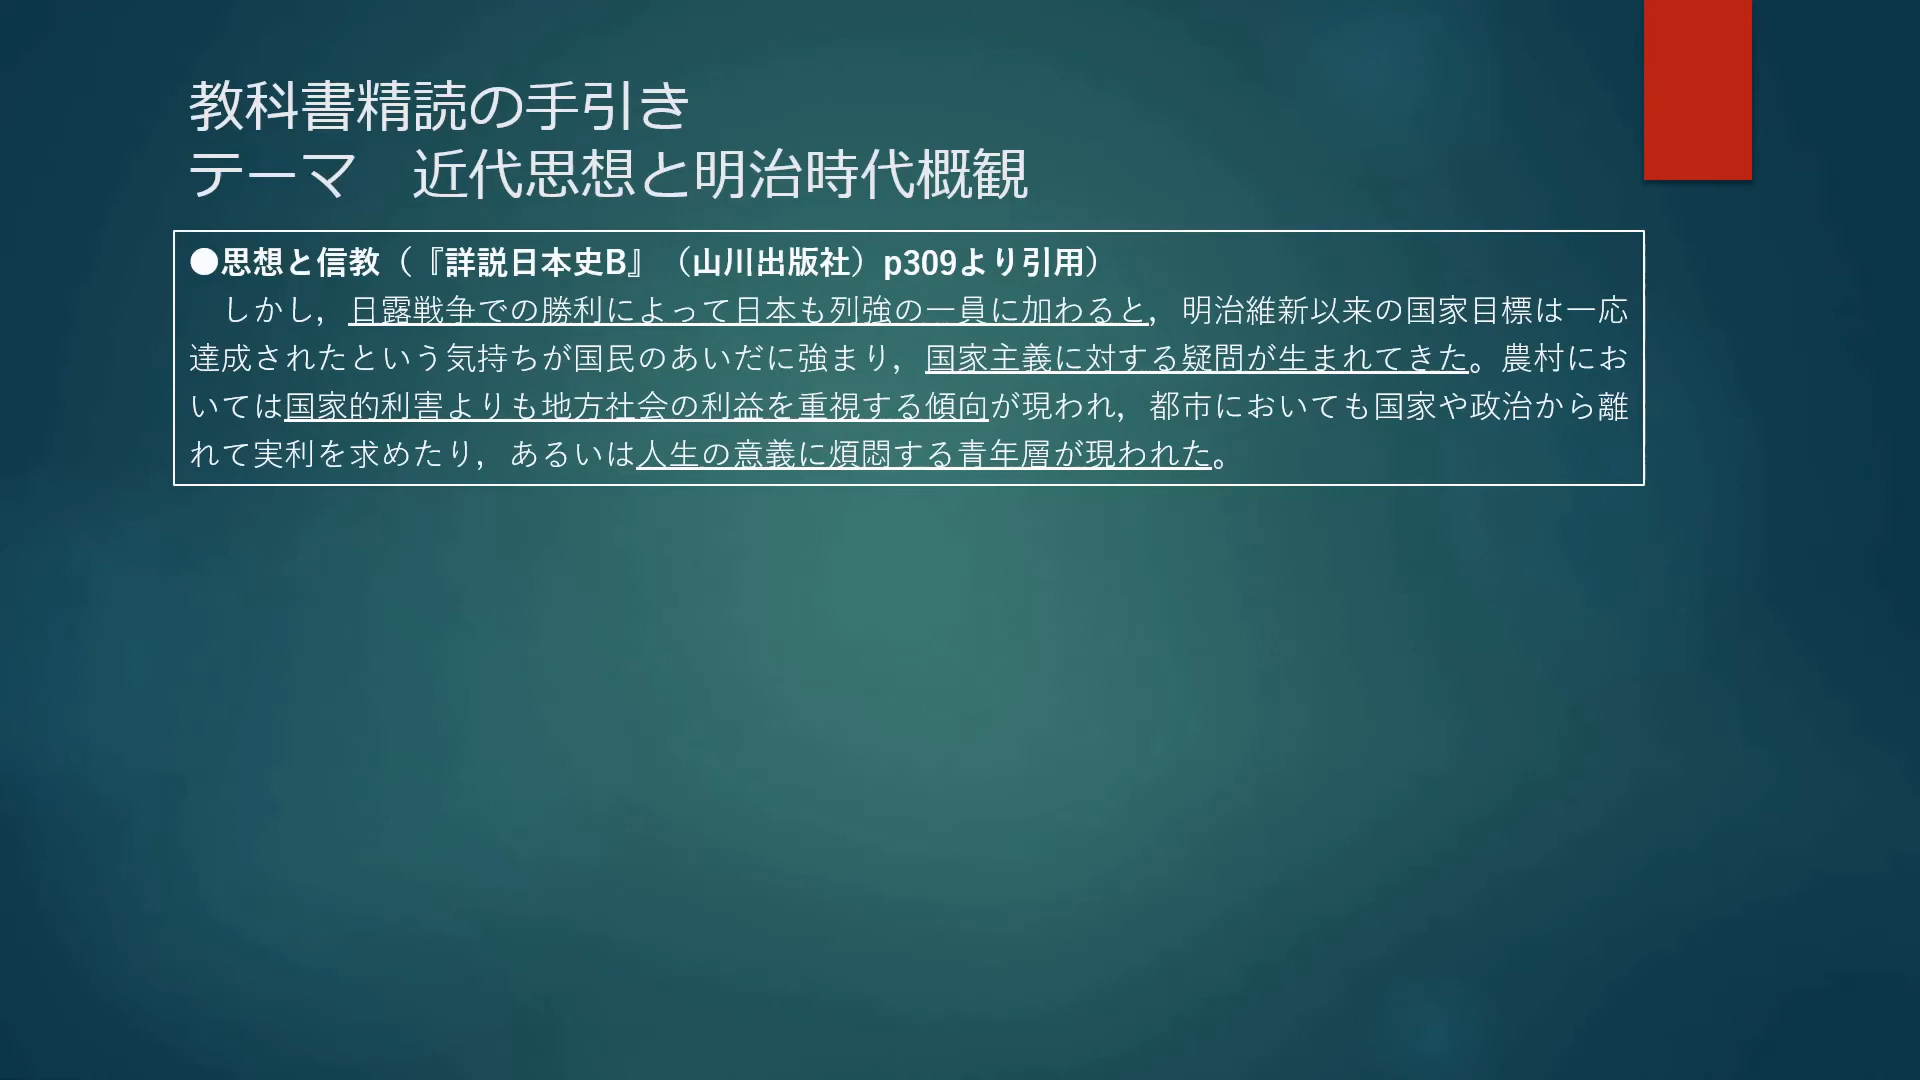 教科書精読の手引き
テーマ　近代思想と明治時代概観
●思想と信教（『詳説日本史B』（山川出版社）p309より引用）
　しかし，日露戦争での勝利によって日本も列強の一員に加わると，明治維新以来の国家目標は一応
達成されたという気持ちが国民のあいだに強まり，国家主義に対する疑問が生まれてきた。農村にお
いては国家的利害よりも地方社会の利益を重視する傾向が現われ，都市においても国家や政治から離
れて実利を求めたり，あるいは人生の意義に煩悶する青年層が現われた。